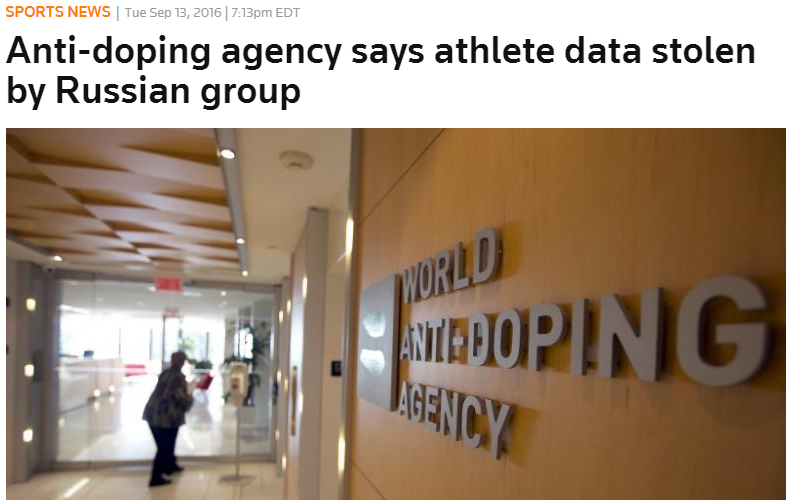 SPORTS NEWS | Tue Sep 13, 2016 | 7:13pm EDT
Anti-doping agency says athlete data stolen
by Russian group
WORLD
ANTI-DOPING
AGENCY